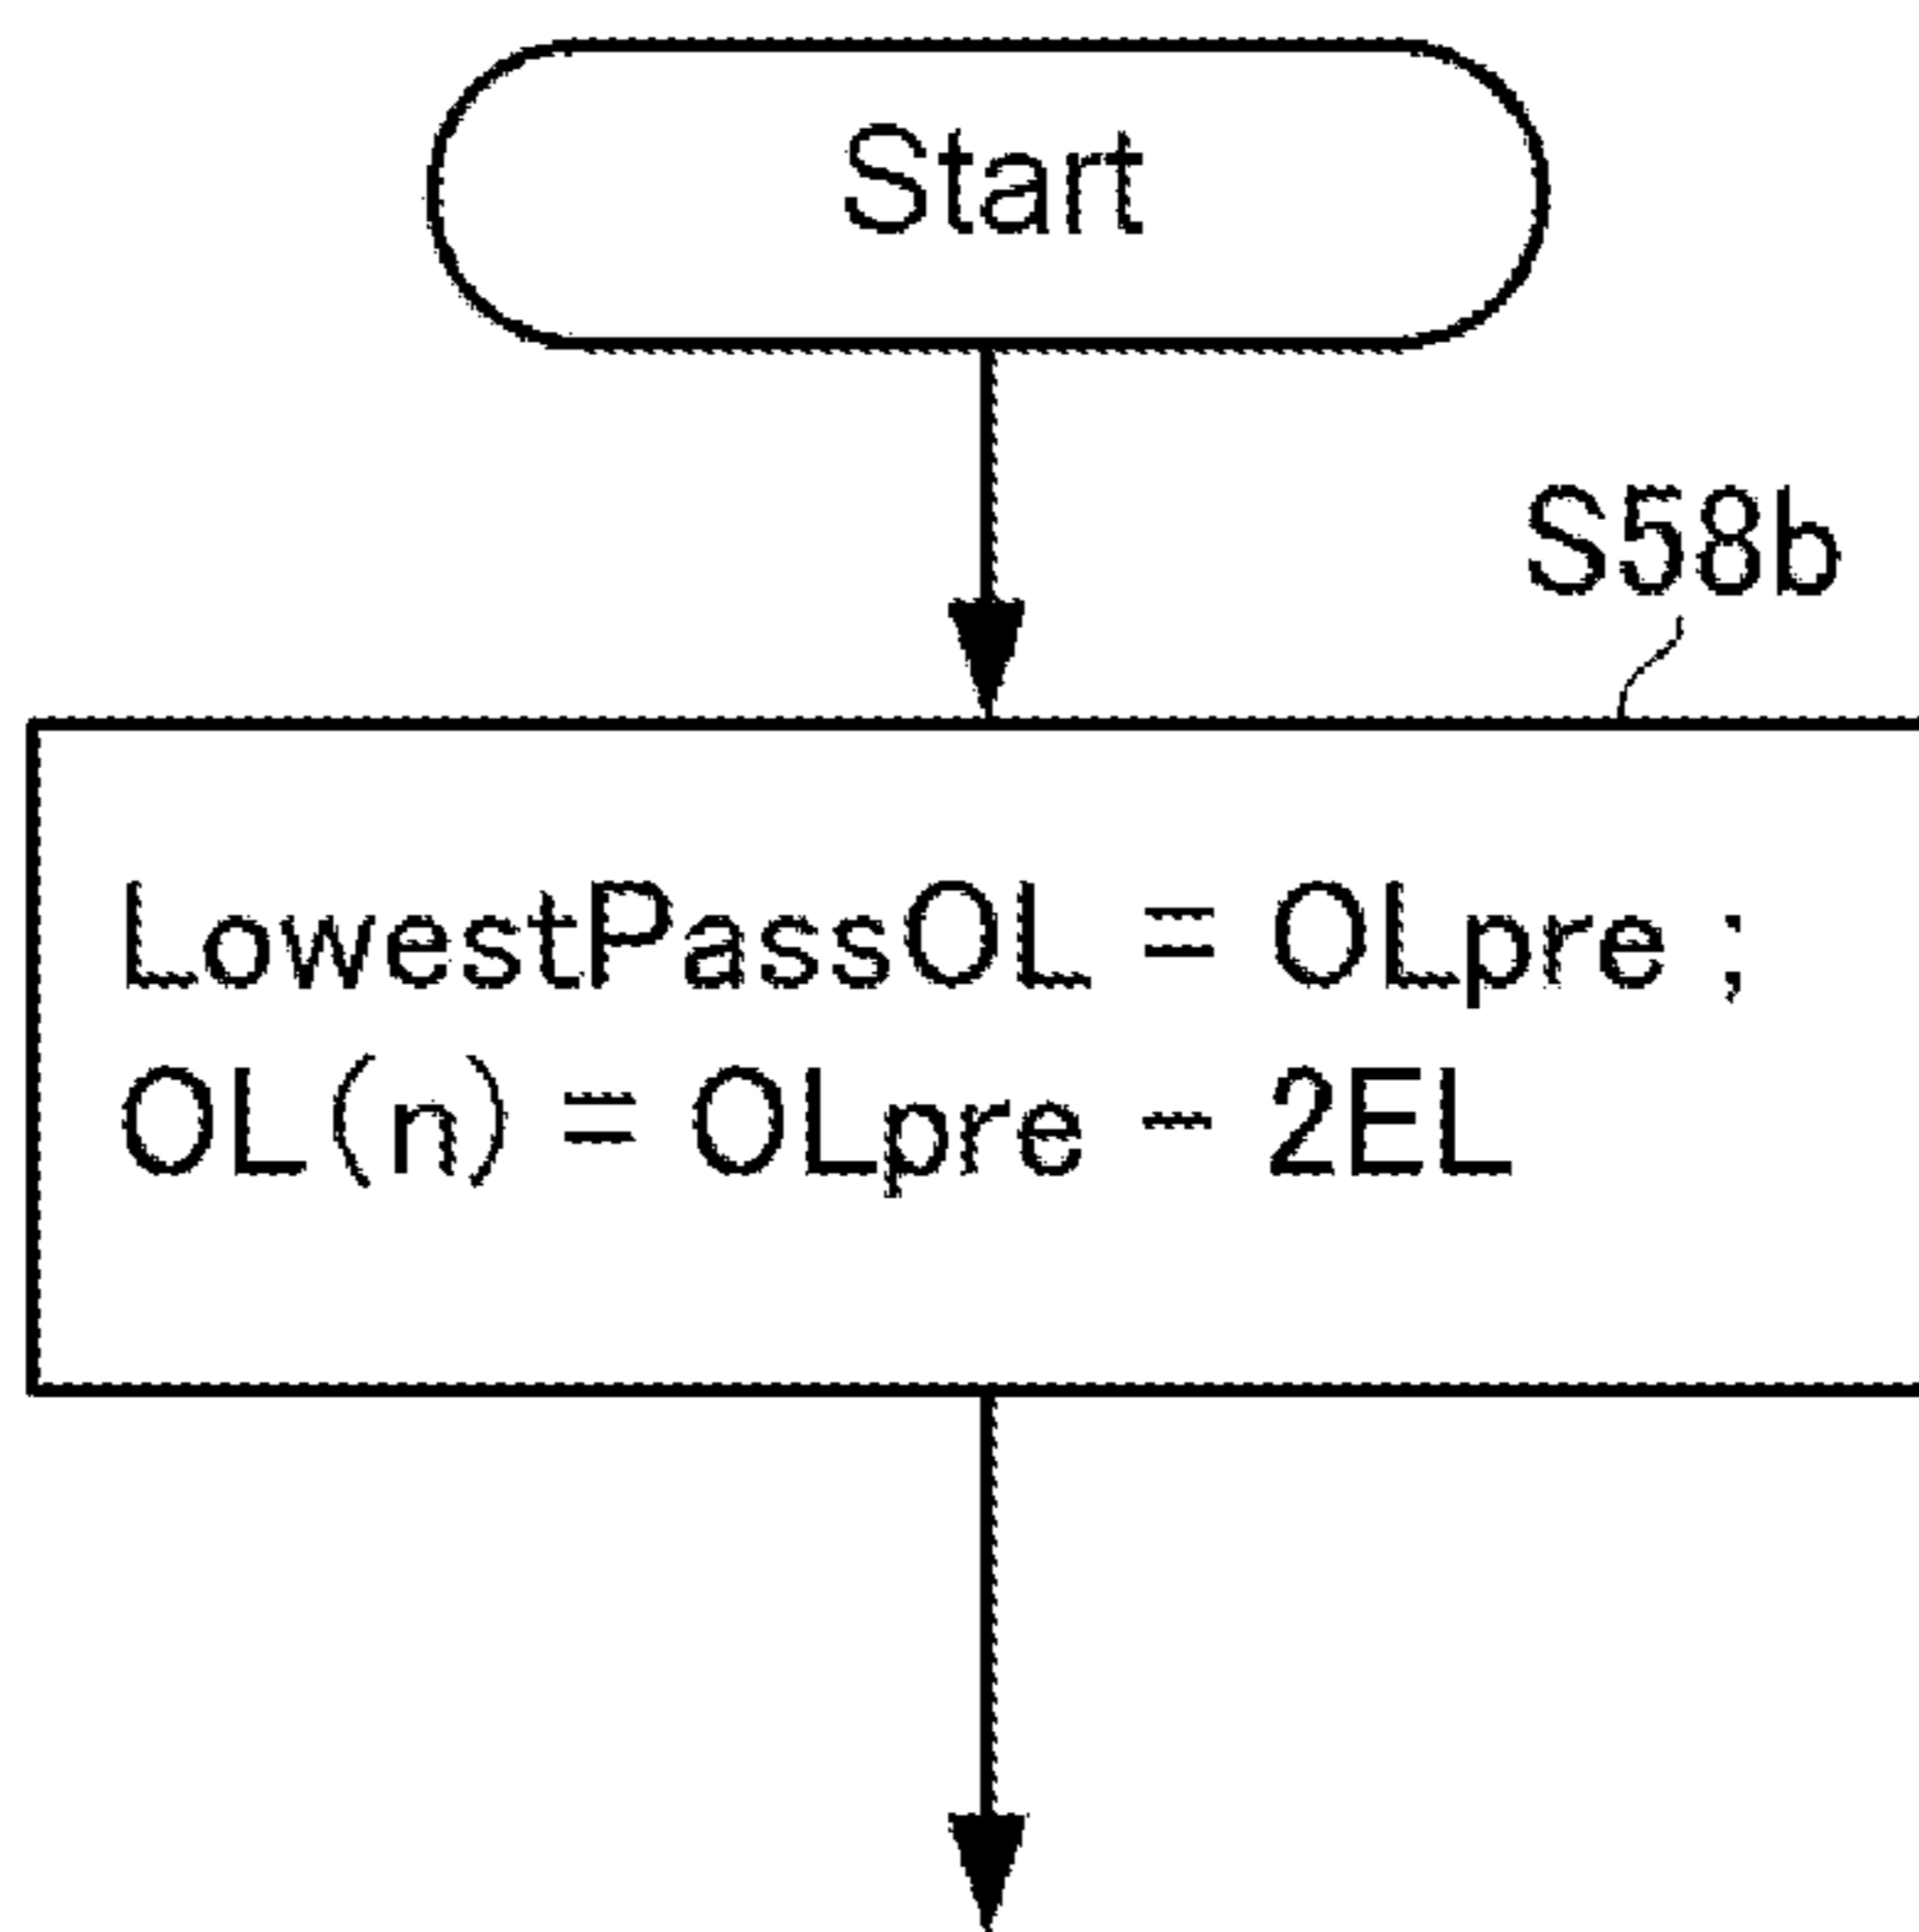 Start
S58b
LowestPassOL = OLpre ;
OL(n) = OLpre - 2EL